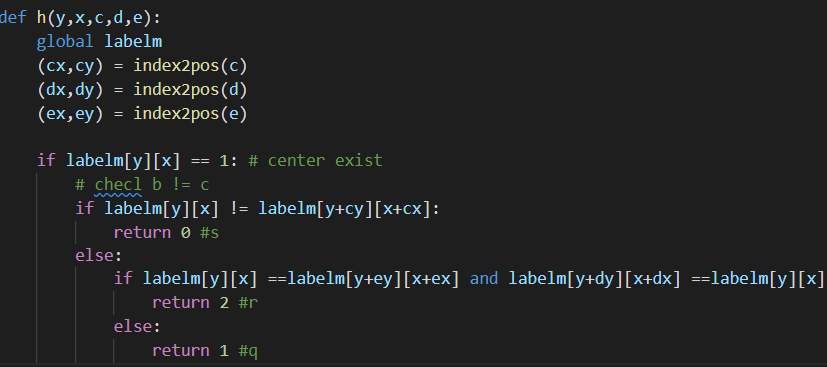 def h(y,x,c,d,e):
    global labelm
    (cx,cy) = index2pos(c)
    (dx,dy) = index2pos(d)
    (ex,ey) = index2pos(e)

    if labelm[y][x] == 1: # center exist
        # checl b != c
        if labelm[y][x] != labelm[y+cy][x+cx]:
            return 0 #s
        else:
            if labelm[y][x] ==labelm[y+ey][x+ex] and labelm[y+dy][x+dx] ==labelm[y][x]
                return 2 #r
            else:
                return 1 #q